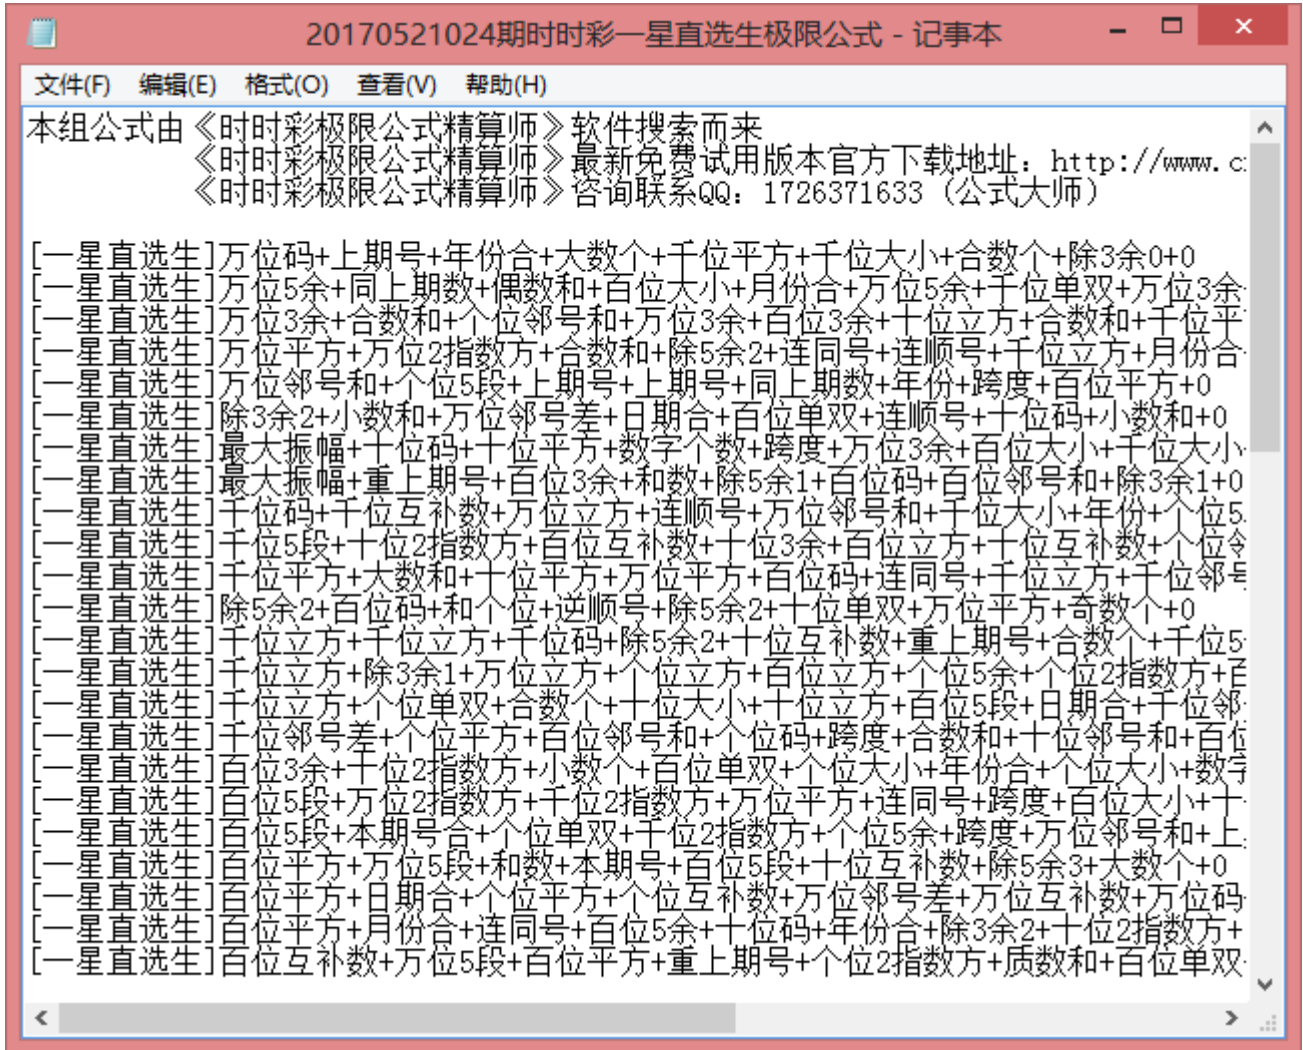 20170521024期时时彩一星直选生极限公式 - 记事本
文件(F) 编辑(E) 格式(O) 查看(V) 帮助(H)
本组公式由《时时彩极限公式精算师》软件搜索而来
《时时彩极限公式精算师》最新免费试用版本官方下载地址：http://www.c
《时时彩极限公式精算师》咨询联系QQ：1726371633（公式大师）
[一星直选生]万位码+上期号+年份合+大数个+千位平方+千位大小+合数个+除3余0+0
[一星直选生]万位5余+同上期数+偶数和+百位大小+月份合+万位5余+千位单双+万位3余
[一星直选生]万位3余+合数和+个位邻号和+万位3余+百位3余+十位立方+合数和+千位平
[一星直选生]万位平方+万位2指数方+合数和+除5余2+连同号+连顺号+千位立方+月份合
[一星直选生]万位邻号和+个位5段+上期号+上期号+同上期数+年份+跨度+百位平方+0
[一星直选生]除3余2+小数和+万位邻号差+日期合+百位单双+连顺号+十位码+小数和+0
[一星直选生]最大振幅+十位码+十位平方+数字个数+跨度+万位3余+百位大小+千位大小
[一星直选生]最大振幅+重上期号+百位3余+和数+除5余1+百位码+百位邻号和+除3余1+0
[一星直选生]千位码+千位互补数+万位立方+连顺号+万位邻号和+千位大小+年份+个位5
[一星直选生]千位5段+十位2指数方+百位互补数+十位3余+百位立方+十位互补数+个位
[一星直选生]千位平方+大数和+十位平方+万位平方+百位码+连同号+千位立方+千位邻号
[一星直选生]除5余2+百位码+和个位+逆顺号+除5余2+十位单双+万位平方+奇数个+0
[一星直选生]千位立方+千位立方+千位码+除5余2+十位互补数+重上期号+合数个+千位5
[一星直选生]千位立方+除3余1+万位立方+个位立方+百位立方+个位5余+个位2指数方+
[一星直选生]千位立方+个位单双+合数个+十位大小+十位立方+百位5段+日期合+千位邻
[一星直选生]千位邻号差+个位平方+百位邻号和+个位码+跨度+合数和+十位邻号和+百位
[一星直选生]百位3余+千位2指数方+小数个+百位单双+个位大小+年份合+个位大小+数字
[一星直选生]百位5段+万位2指数方+千位2指数方+万位平方+连同号+跨度+百位大小+十
[一星直选生]百位5段+本期号合+个位单双+千位2指数方+个位5余+跨度+万位邻号和+上
[一星直选生]百位平方+万位5段+和数+本期号+百位5段+十位互补数+除5余3+大数个+0
[一星直选生]百位平方+日期合+个位平方+个位互补数+万位邻号差+万位互补数+万位码
[一星直选生]百位平方+月份合+连同号+百位5余+十位码+年份合+除3余2+十位2指数方+
[一星直选生]百位互补数+万位5段+百位平方+重上期号+个位2指数方+质数和+百位单双